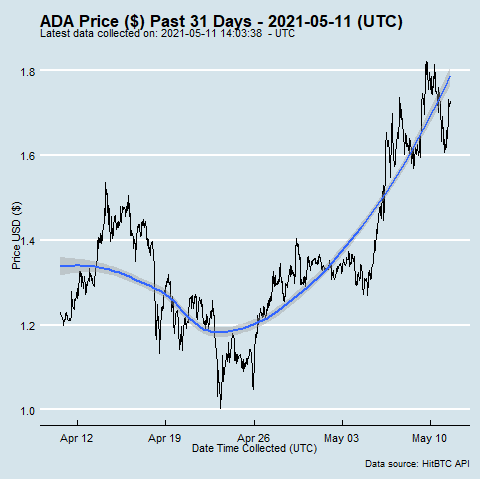 ADA Price ($) Past 31 Days - 2021-05-11 (UTC)
Latest data collected on: 2021-05-11 14:03:38 - UTC
1.8
1.6
1.4
1.2
1.0
Price USD ($)
Apr 12 Apr 19 Apr 26 May 03 May 10
Date Time Collected (UTC)
Data source: HitBTC API